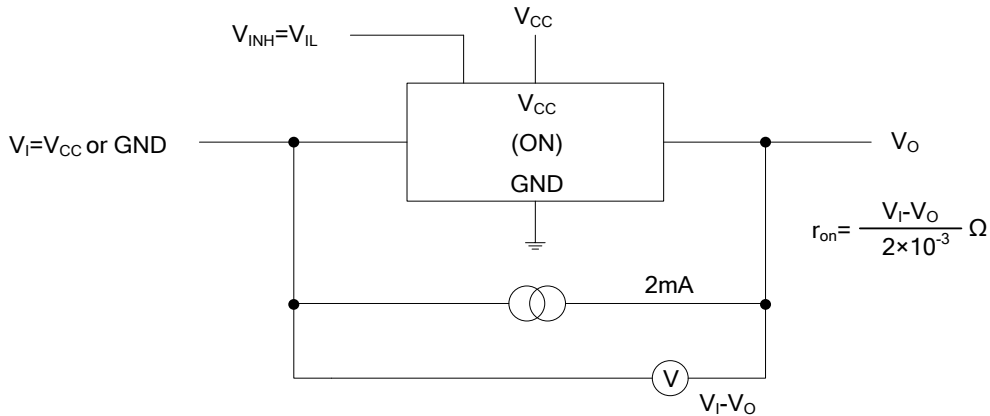 V_CC
V_INH=V_IL
V_CC
V_I=V_CC or GND
(ON)
V_O
GND
r_on= V_I-V_O / 2×10^-3 Ω
2mA
V
V_I-V_O